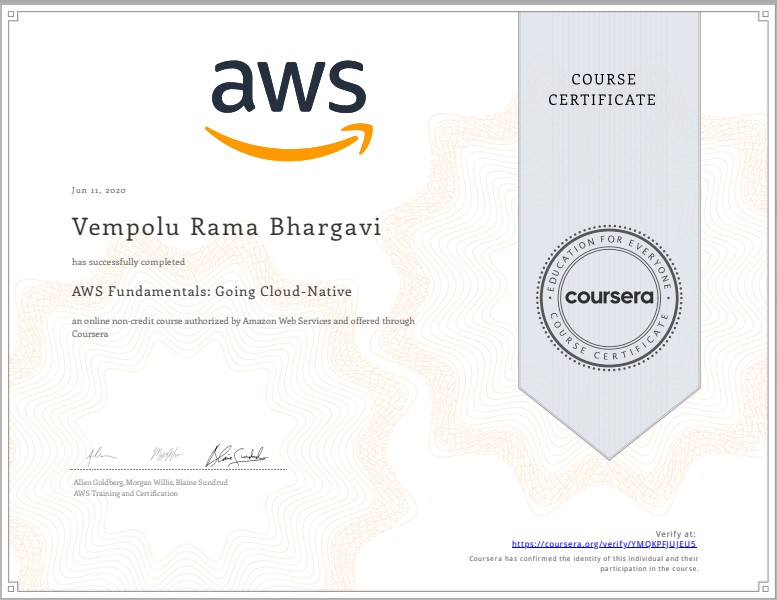 aws
COURSE
CERTIFICATE
Jun 11, 2020
Vempolu Rama Bhargavi
has successfully completed
AWS Fundamentals: Going Cloud-Native
an online non-credit course authorized by Amazon Web Services and offered through
Coursera
EDUCATION FOR EVERYONE
coursera
COURSE CERTIFICATE
Allen Goldberg, Morgan Willis, Blaine Sundrud
AWS Training and Certification
Verify at:
https://coursera.org/verify/YMQKPFJUJEU5
Coursera has confirmed the identity of this individual and their
participation in the course.